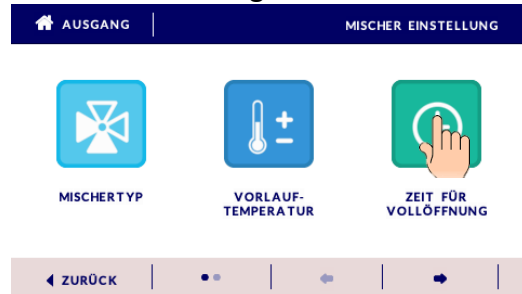 AUSGANG
MISCHER EINSTELLUNG
MISCHERTYP
VORLAUF-
TEMPERATUR
ZEIT FÜR
VOLLÖFFNUNG
ZURÜCK